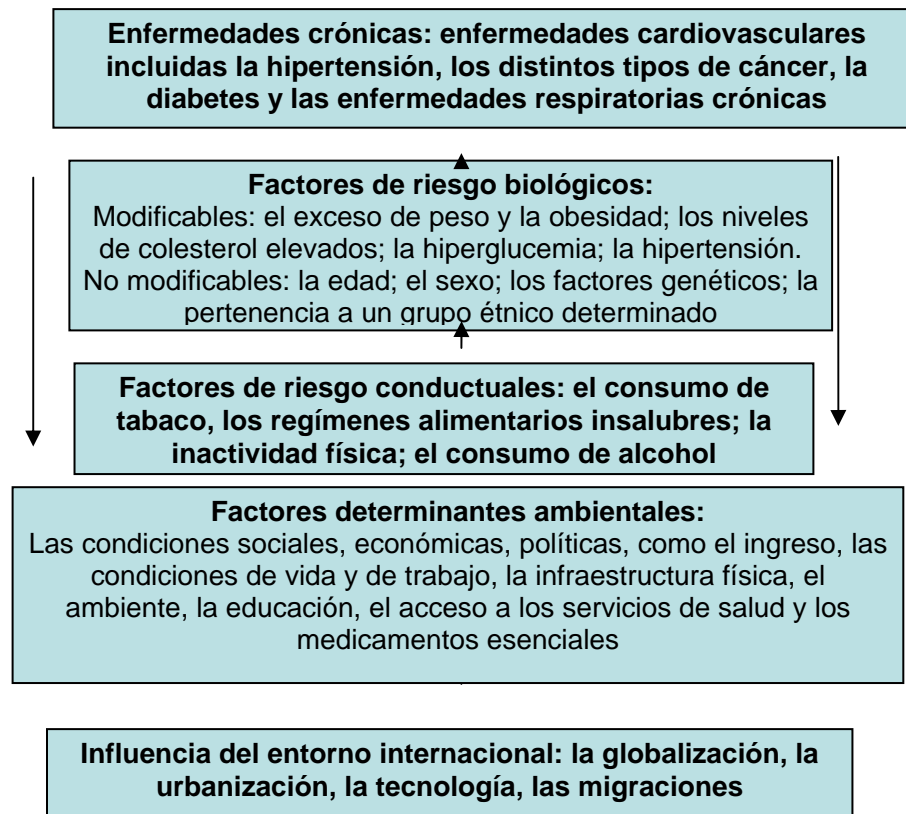 Enfermedades crónicas: enfermedades cardiovasculares
incluidas la hipertensión, los distintos tipos de cáncer, la
diabetes y las enfermedades respiratorias crónicas
Factores de riesgo biológicos:
Modificables: el exceso de peso y la obesidad; los niveles
de colesterol elevados; la hiperglucemia; la hipertensión.
No modificables: la edad; el sexo; los factores genéticos; la
pertenencia a un grupo étnico determinado
Factores de riesgo conductuales: el consumo de
tabaco, los regímenes alimentarios insalubres; la
inactividad física; el consumo de alcohol
Factores determinantes ambientales:
Las condiciones sociales, económicas, políticas, como el ingreso, las
condiciones de vida y de trabajo, la infraestructura física, el
ambiente, la educación, el acceso a los servicios de salud y los
medicamentos esenciales
Influencia del entorno internacional: la globalización, la
urbanización, la tecnología, las migraciones